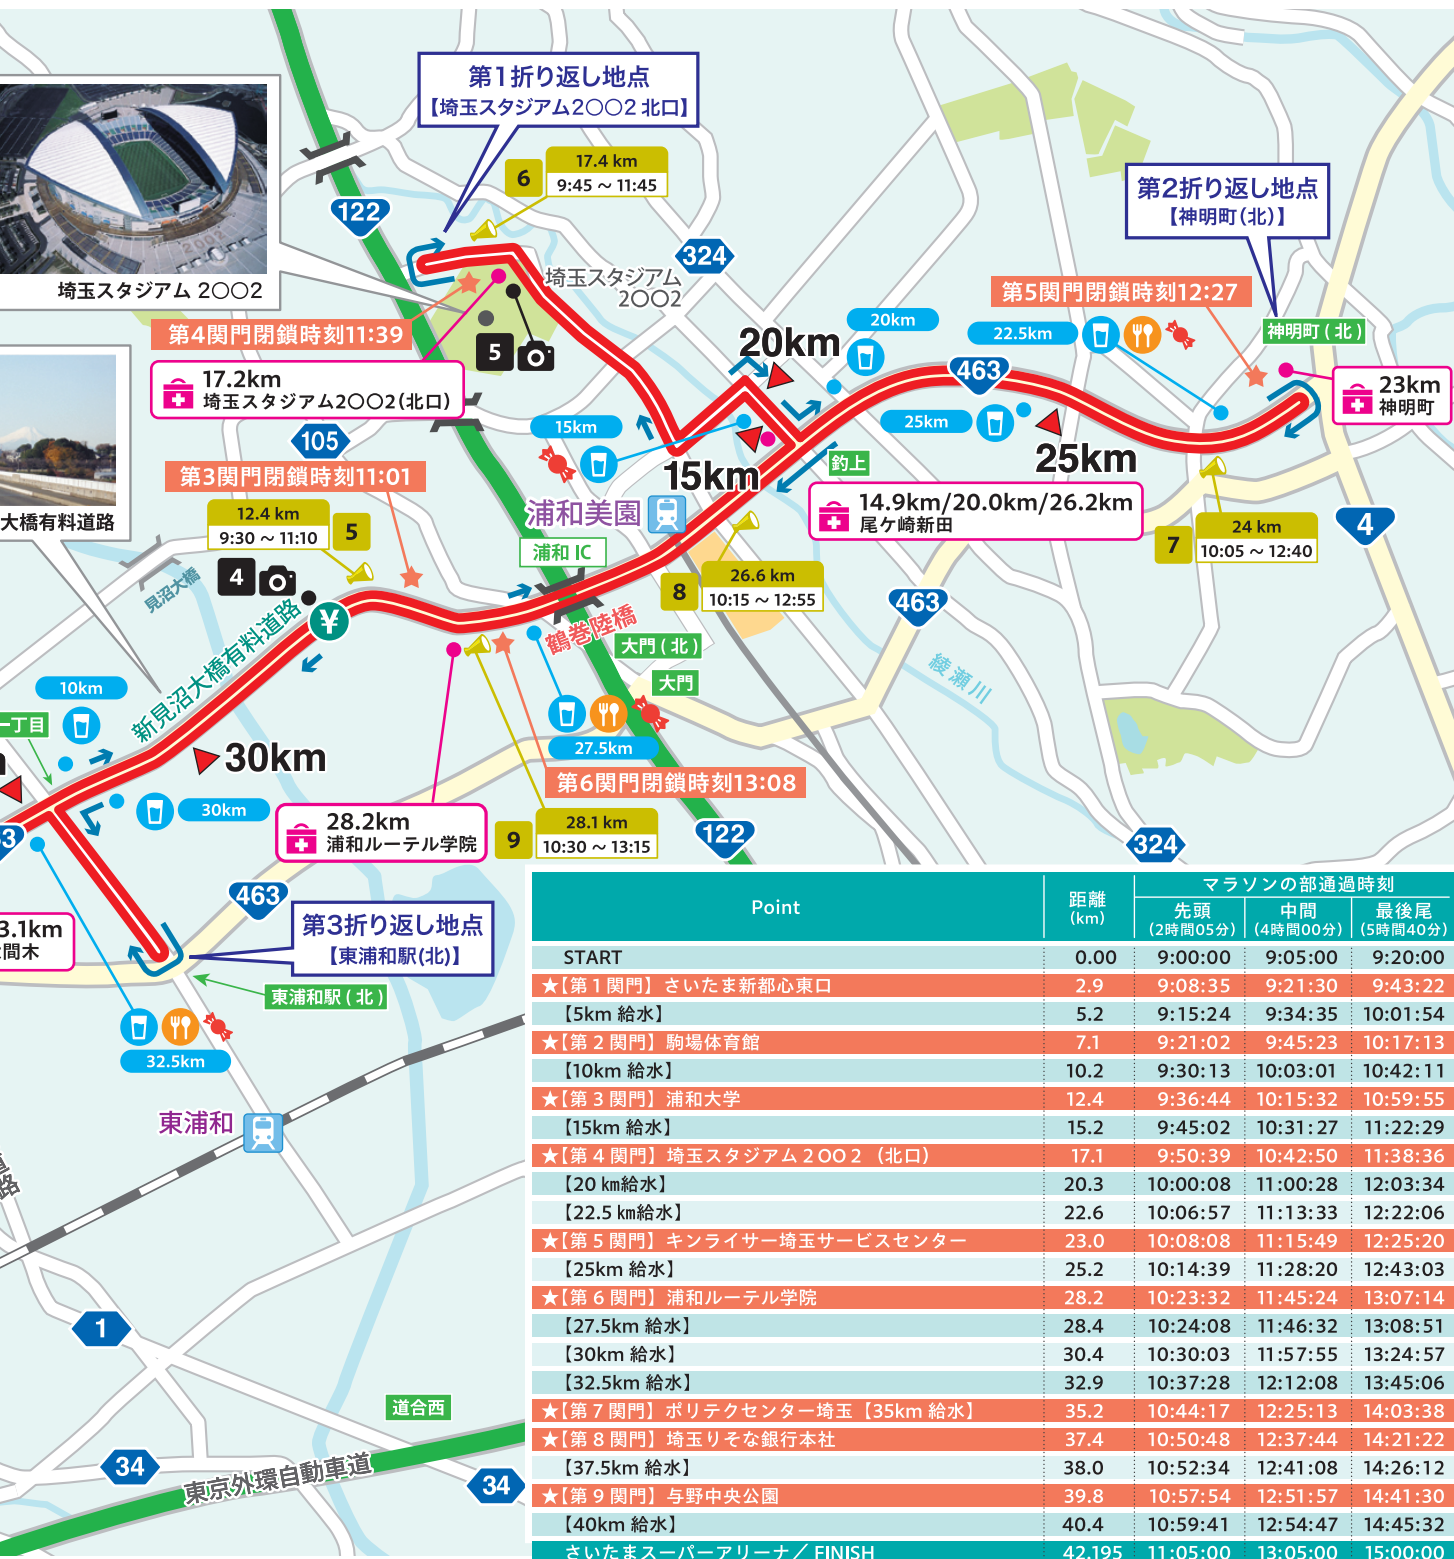 第1折り返し地点
【埼玉スタジアム2○○2 北口】
6
17.4 km
9:45 ～ 11:45
122
324
埼玉スタジアム 2○○2
埼玉スタジアム
2○○2
第2折り返し地点
【神明町(北)】
第5関門閉鎖時刻12:27
神明町 ( 北 )
第4関門閉鎖時刻11:39
5
20km
20km
22.5km
463
17.2km
埼玉スタジアム2○○2(北口)
23km
神明町
105
15km
25km
25km
15km
釣上
第3関門閉鎖時刻11:01
大橋有料道路
12.4 km
9:30 ～ 11:10
5
浦和美園
14.9km/20.0km/26.2km
尾ケ崎新田
浦和 IC
7
24 km
10:05 ～ 12:40
4
見沼大橋
4
8
26.6 km
10:15 ～ 12:55
463
¥
鶴巻陸橋
大門 ( 北 )
大門
綾瀬川
新見沼大橋有料道路
10km
一丁目
30km
27.5km
第6関門閉鎖時刻13:08
30km
28.2km
浦和ルーテル学院
9
28.1 km
10:30 ～ 13:15
122
324
463
第3折り返し地点
【東浦和駅(北)】
3.1km
間木
東浦和駅 ( 北 )
32.5km
東浦和
1
道合西
34
東京外環自動車道
34
Point 距離(km) マラソンの部通過時刻
先頭 中間 最後尾
(2時間05分) (4時間00分) (5時間40分)
START 0.00 9:00:00 9:05:00 9:20:00
★【第1関門】さいたま新都心東口 2.9 9:08:35 9:21:30 9:43:22
【5km 給水】 5.2 9:15:24 9:34:35 10:01:54
★【第2関門】駒場体育館 7.1 9:21:02 9:45:23 10:17:13
【10km 給水】 10.2 9:30:13 10:03:01 10:42:11
★【第3関門】浦和大学 12.4 9:36:44 10:15:32 10:59:55
【15km 給水】 15.2 9:45:02 10:31:27 11:22:29
★【第4関門】埼玉スタジアム2○○2（北口） 17.1 9:50:39 10:42:50 11:38:36
【20 ㎞給水】 20.3 10:00:08 11:00:28 12:03:34
【22.5 ㎞給水】 22.6 10:06:57 11:13:33 12:22:06
★【第5関門】キンライサー埼玉サービスセンター 23.0 10:08:08 11:15:49 12:25:20
【25km 給水】 25.2 10:14:39 11:28:20 12:43:03
★【第6関門】浦和ルーテル学院 28.2 10:23:32 11:45:24 13:07:14
【27.5km 給水】 28.4 10:24:08 11:46:32 13:08:51
【30km 給水】 30.4 10:30:03 11:57:55 13:24:57
【32.5km 給水】 32.9 10:37:28 12:12:08 13:45:06
★【第7関門】ポリテクセンター埼玉【35km 給水】 35.2 10:44:17 12:25:13 14:03:38
★【第8関門】埼玉りそな銀行本社 37.4 10:50:48 12:37:44 14:21:22
【37.5km 給水】 38.0 10:52:34 12:41:08 14:26:12
★【第9関門】与野中央公園 39.8 10:57:54 12:51:57 14:41:30
【40km 給水】 40.4 10:59:41 12:54:47 14:45:32
さいたまスーパーアリーナ／ FINISH 42.195 11:05:00 13:05:00 15:00:00